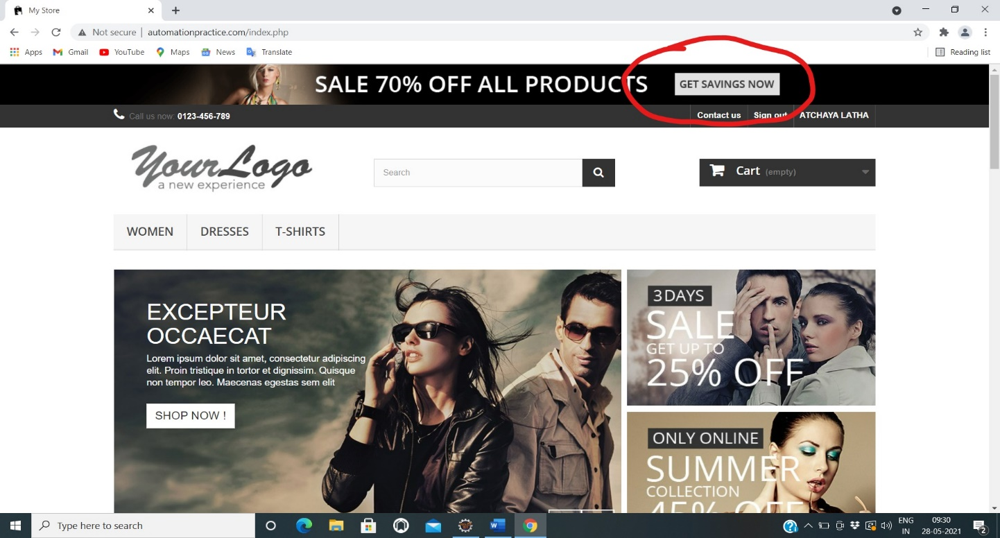 My Store
Not secure | automationpractice.com/index.php
Apps Gmail YouTube Maps News Translate Reading list
SALE 70% OFF ALL PRODUCTS GET SAVINGS NOW
Call us now: 0123-456-789 Contact us Sign out ATCHAYA LATHA
YourLogo
a new experience
Search
Cart (empty)
WOMEN DRESSES T-SHIRTS
EXCEPTEUR
OCCAECAT
Lorem ipsum dolor sit amet, consectetur adipiscing
elit. Proin tristique in tortor et dignissim. Quisque
non tempor leo. Maecenas egestas sem elit
SHOP NOW !
3 DAYS
SALE
GET UP TO
25% OFF
ONLY ONLINE
SUMMER
COLLECTION
45% OFF
Type here to search
ENG
IN
09:30
28-05-2021
2